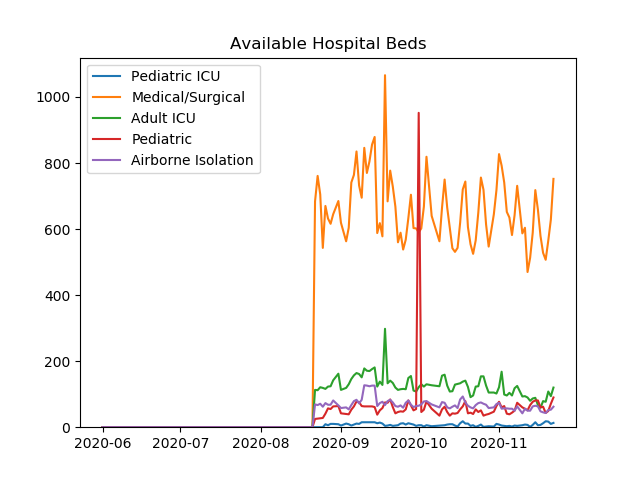 Available Hospital Beds
Pediatric ICU
Medical/Surgical
Adult ICU
Pediatric
Airborne Isolation
1000
800
600
400
200
0
2020-06 2020-07 2020-08 2020-09 2020-10 2020-11